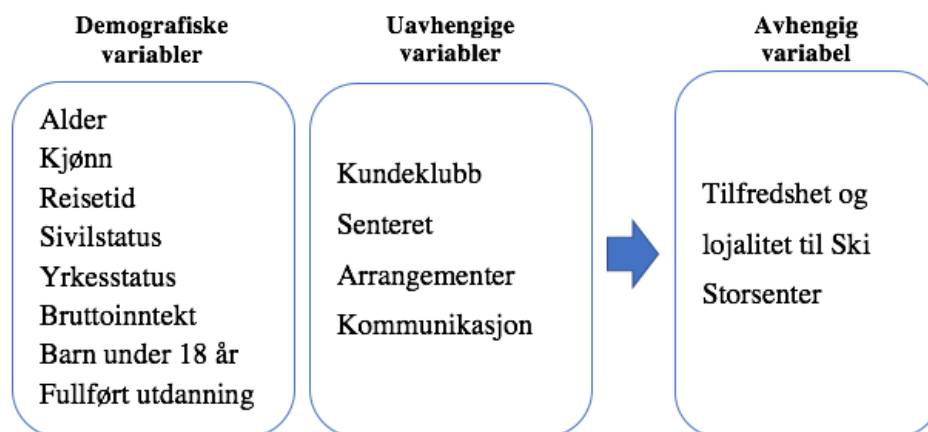 Demografiske
variabler
Alder
Kjønn
Reisetid
Sivilstatus
Yrkesstatus
Bruttoinntekt
Barn under 18 år
Fullført utdanning
Uavhengige
variabler
Kundeklubb
Senteret
Arrangementer
Kommunikasjon
Avhengig
variabel
Tilfredshet og
lojalitet til Ski
Storsenter